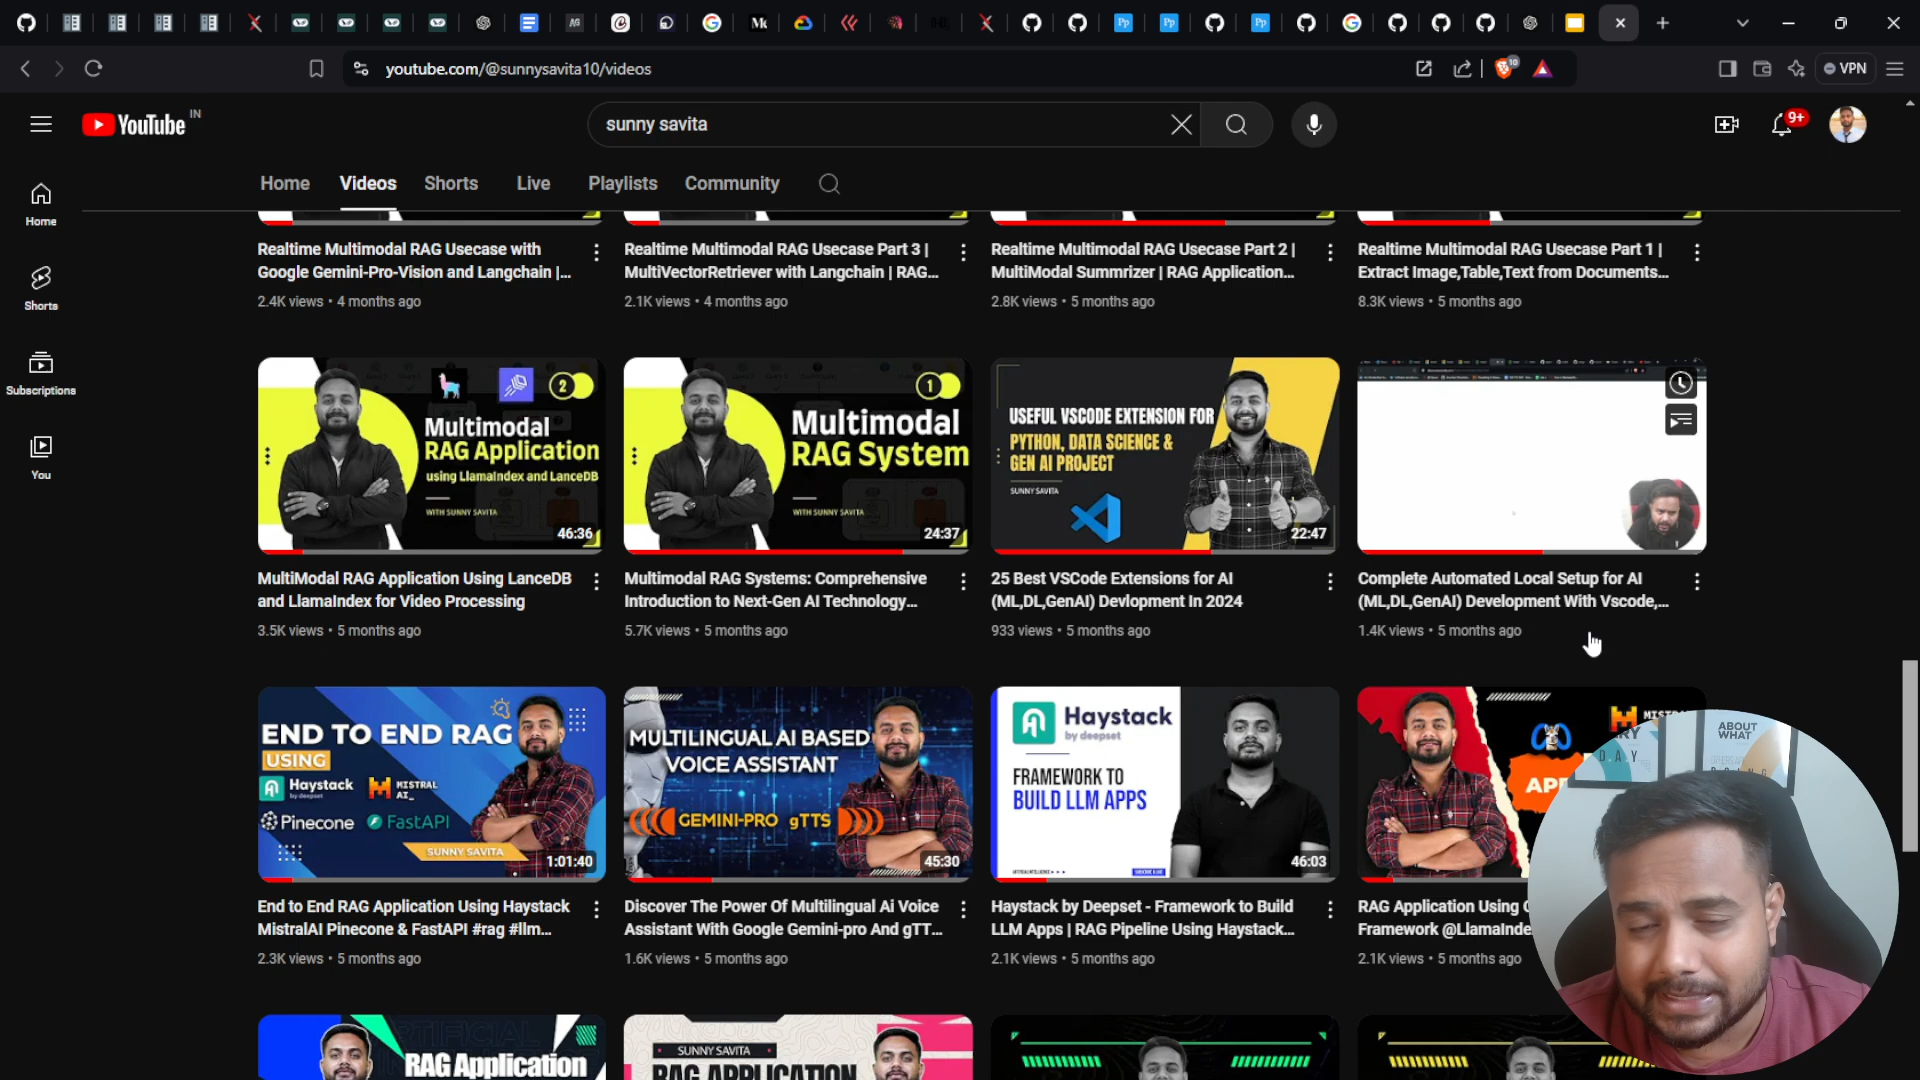 youtube.com/@sunnysavita10/videos
VPN
YouTube
IN
sunny savita
9+
Home
Videos
Shorts
Live
Playlists
Community
Home
Shorts
Subscriptions
You
Realtime Multimodal RAG Usecase with
Google Gemini-Pro-Vision and Langchain |...
2.4K views • 4 months ago
Realtime Multimodal RAG Usecase Part 3 |
MultiVectorRetriever with Langchain | RAG...
2.1K views • 4 months ago
Realtime Multimodal RAG Usecase Part 2 |
MultiModal Summrizer | RAG Application...
2.8K views • 5 months ago
Realtime Multimodal RAG Usecase Part 1 |
Extract Image,Table,Text from Documents...
8.3K views • 5 months ago
2
Multimodal
RAG Application
using LlamaIndex and LanceDB
WITH SUNNY SAVITA
46:36
1
Multimodal
RAG System
WITH SUNNY SAVITA
24:37
USEFUL VSCODE EXTENSION FOR
PYTHON, DATA SCIENCE &
GEN AI PROJECT
SUNNY SAVITA
22:47
MultiModal RAG Application Using LanceDB
and LlamaIndex for Video Processing
3.5K views • 5 months ago
Multimodal RAG Systems: Comprehensive
Introduction to Next-Gen AI Technology...
5.7K views • 5 months ago
25 Best VSCode Extensions for AI
(ML,DL,GenAI) Devlopment In 2024
933 views • 5 months ago
Complete Automated Local Setup for AI
(ML,DL,GenAI) Development With Vscode,...
1.4K views • 5 months ago
END TO END RAG
USING
Haystack
by deepset
MISTRAL
AI_
Pinecone
FastAPI
SUNNY SAVITA
1:01:40
MULTILINGUAL AI BASED
VOICE ASSISTANT
GEMINI-PRO gTTS
45:30
Haystack
by deepset
FRAMEWORK TO
BUILD LLM APPS
46:03
ABOUT
WHAT
End to End RAG Application Using Haystack
MistralAI Pinecone & FastAPI #rag #llm...
2.3K views • 5 months ago
Discover The Power Of Multilingual Ai Voice
Assistant With Google Gemini-pro And gTT...
1.6K views • 5 months ago
Haystack by Deepset - Framework to Build
LLM Apps | RAG Pipeline Using Haystack...
2.1K views • 5 months ago
RAG Application Using
Framework @LlamaInde
2.1K views • 5 months ago
RAG Application
SUNNY SAVITA
RAG APPLICATION